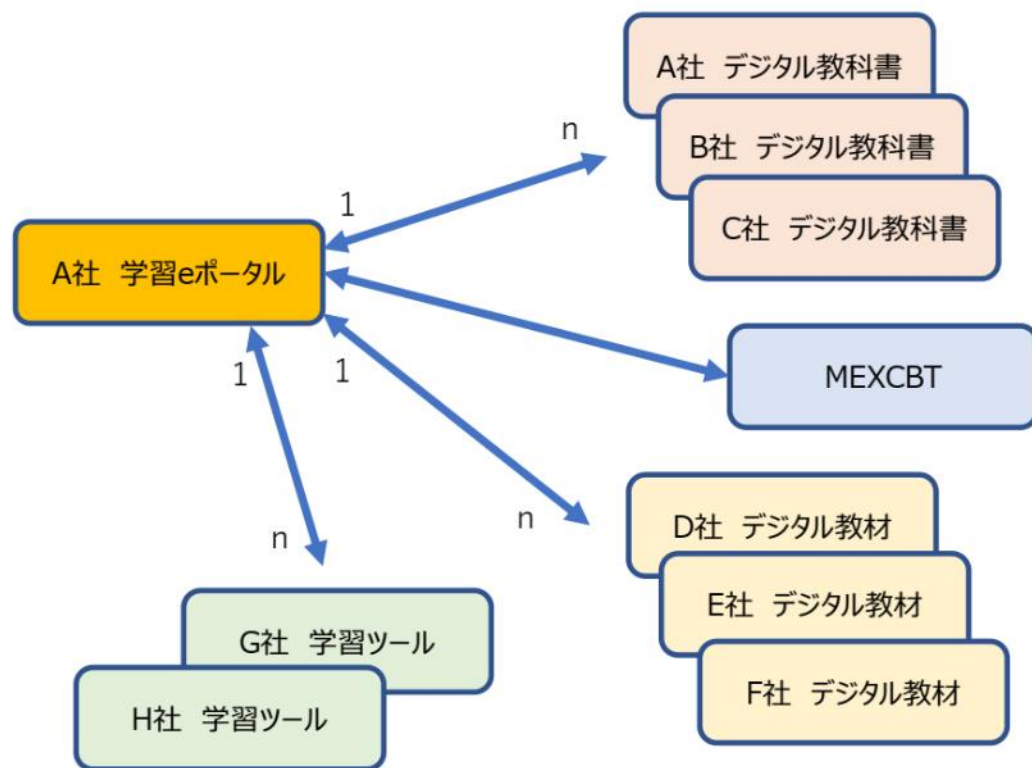 A社 デジタル教科書
n
B社 デジタル教科書
1
C社 デジタル教科書
A社 学習eポータル
MEXCBT
1
1
D社 デジタル教材
n
n
E社 デジタル教材
G社 学習ツール
F社 デジタル教材
H社 学習ツール